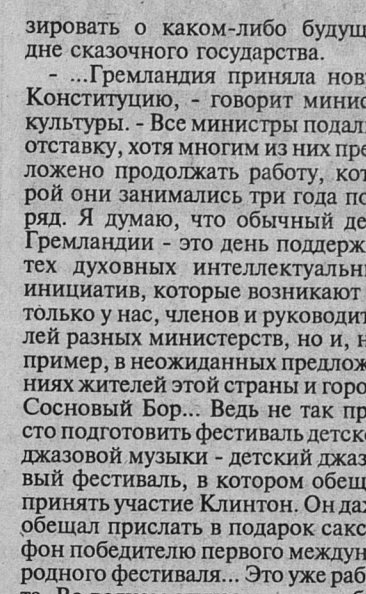 зировать о каком-либо будущ
дне сказочного государства.
- ...Гремландия приняла нов
Конституцию, - говорит минис
культуры. - Все министры подал
отставку, хотя многим из них пре
ложено продолжать работу, кот
рой они занимались три года по
ряд. Я думаю, что обычный де
Гремландии - это день поддерж
тех духовных интеллектуальн
инициатив, которые возникают
только у нас, членов и руководит
лей разных министерств, но и, н
пример, в неожиданных предлож
ниях жителей этой страны и горо
Сосновый Бор... Ведь не так пр
сто подготовить фестиваль детск
джазовой музыки - детский джаз
вый фестиваль, в котором обещ
принять участие Клинтон. Он даж
обещал прислать в подарок сакс
фон победителю первого междун
родного фестиваля... Это уже раб